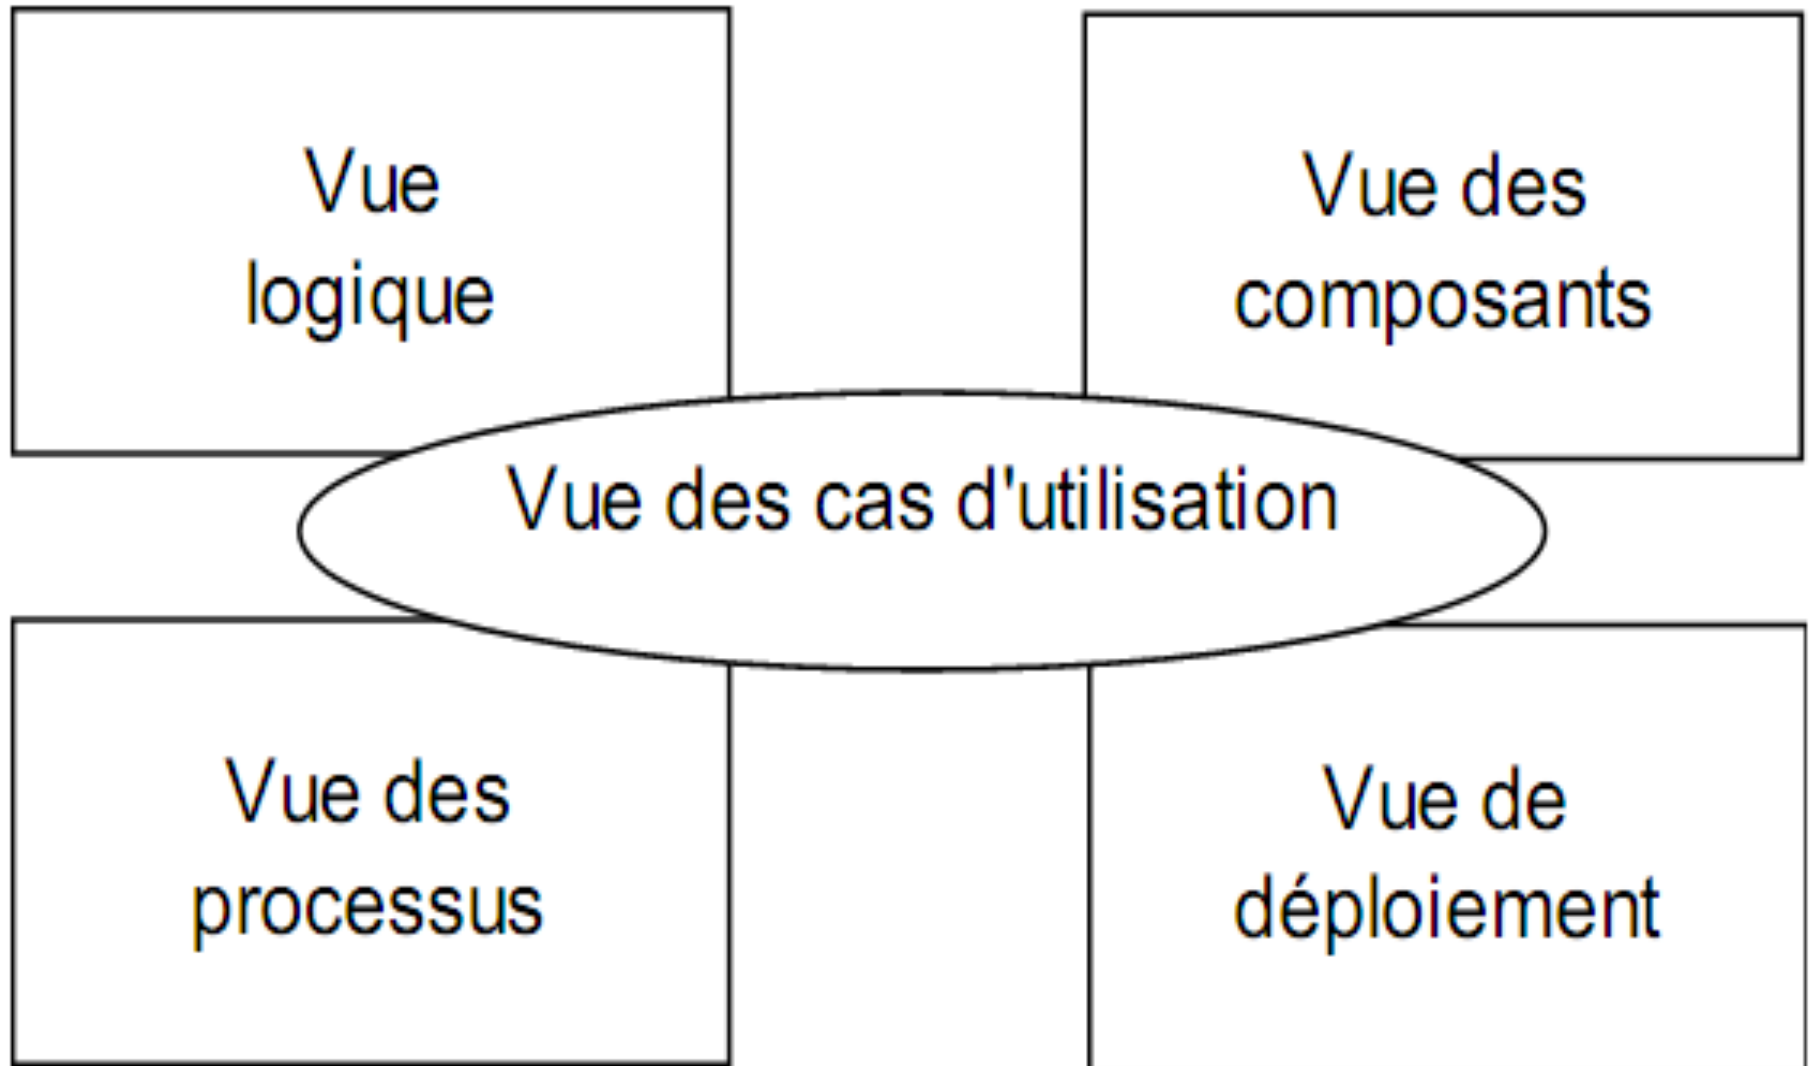 Vue
logique
Vue des
composants
Vue des cas d'utilisation
Vue des
processus
Vue de
déploiement